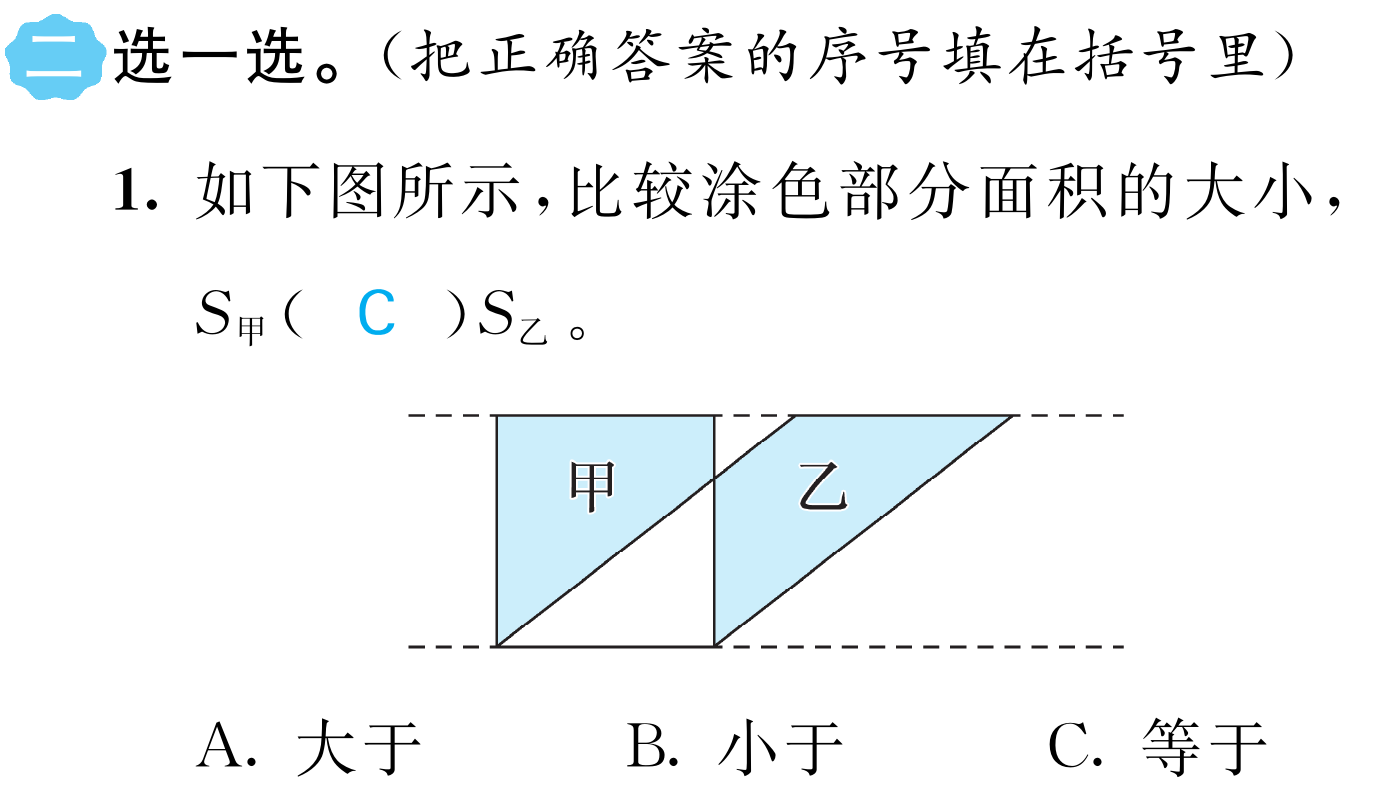 二 选一选。(把正确答案的序号填在括号里)
1. 如下图所示,比较涂色部分面积的大小,
S甲( C )S乙。
甲 乙
A. 大于 B. 小于 C. 等于